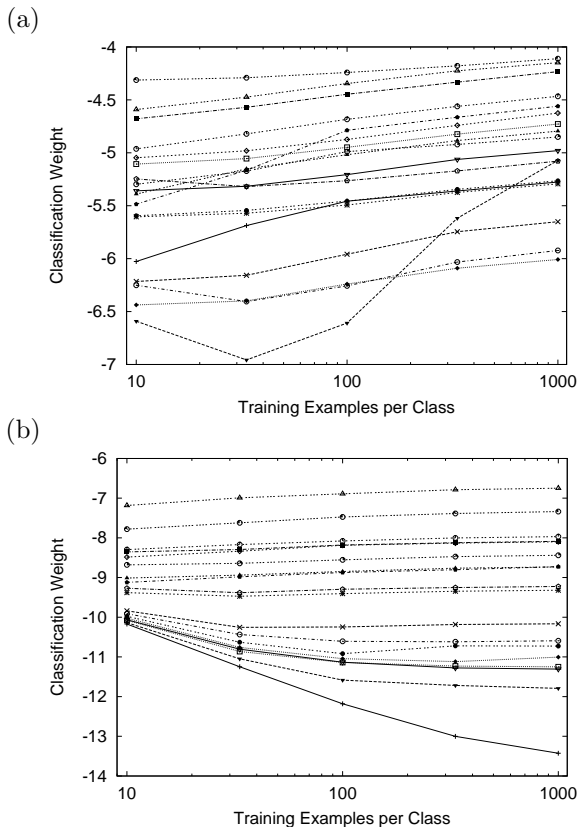 (a)
-4
-4.5
-5
-5.5
-6
-6.5
-7
Classification Weight
10 100 1000
Training Examples per Class
(b)
-6
-7
-8
-9
-10
-11
-12
-13
-14
Classification Weight
10 100 1000
Training Examples per Class